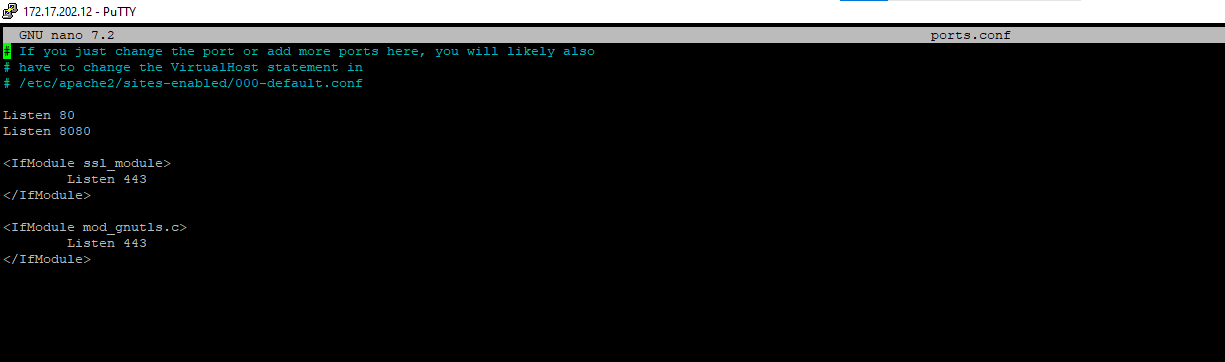 172.17.202.12 - PuTTY
GNU nano 7.2 ports.conf
# If you just change the port or add more ports here, you will likely also
# have to change the VirtualHost statement in
# /etc/apache2/sites-enabled/000-default.conf
Listen 80
Listen 8080
<IfModule ssl_module>
Listen 443
</IfModule>
<IfModule mod_gnutls.c>
Listen 443
</IfModule>